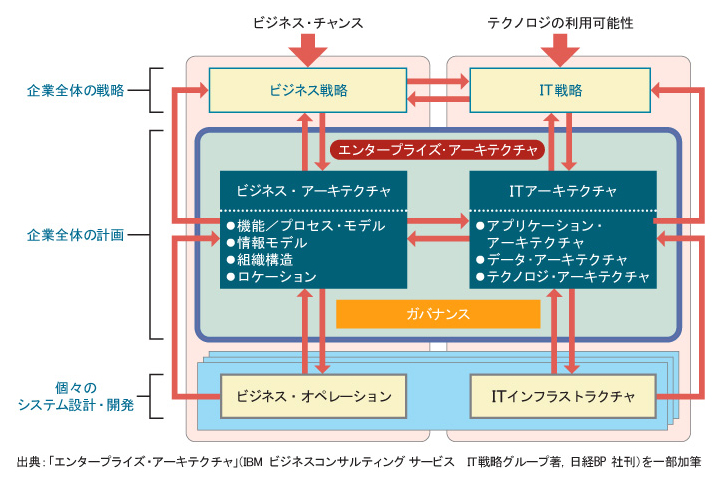 ビジネス・チャンス
テクノロジの利用可能性
企業全体の戦略
ビジネス戦略
IT戦略
エンタープライズ・アーキテクチャ
企業全体の計画
ビジネス・アーキテクチャ
●機能／プロセス・モデル
●情報モデル
●組織構造
●ロケーション
ITアーキテクチャ
●アプリケーション・
アーキテクチャ
●データ・アーキテクチャ
●テクノロジ・アーキテクチャ
ガバナンス
個々の
システム設計・開発
ビジネス・オペレーション
ITインフラストラクチャ
出典：「エンタープライズ・アーキテクチャ」（IBM ビジネスコンサルティング サービス　IT戦略グループ著，日経BP 社刊）を一部加筆